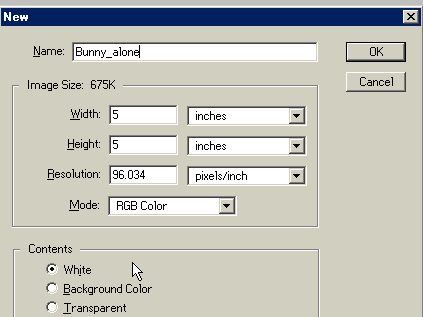 New
Name: Bunny_alone
OK
Cancel
Image Size: 675K
Width: 5 inches
Height: 5 inches
Resolution: 96.034 pixels/inch
Mode: RGB Color
Contents
White
Background Color
Transparent